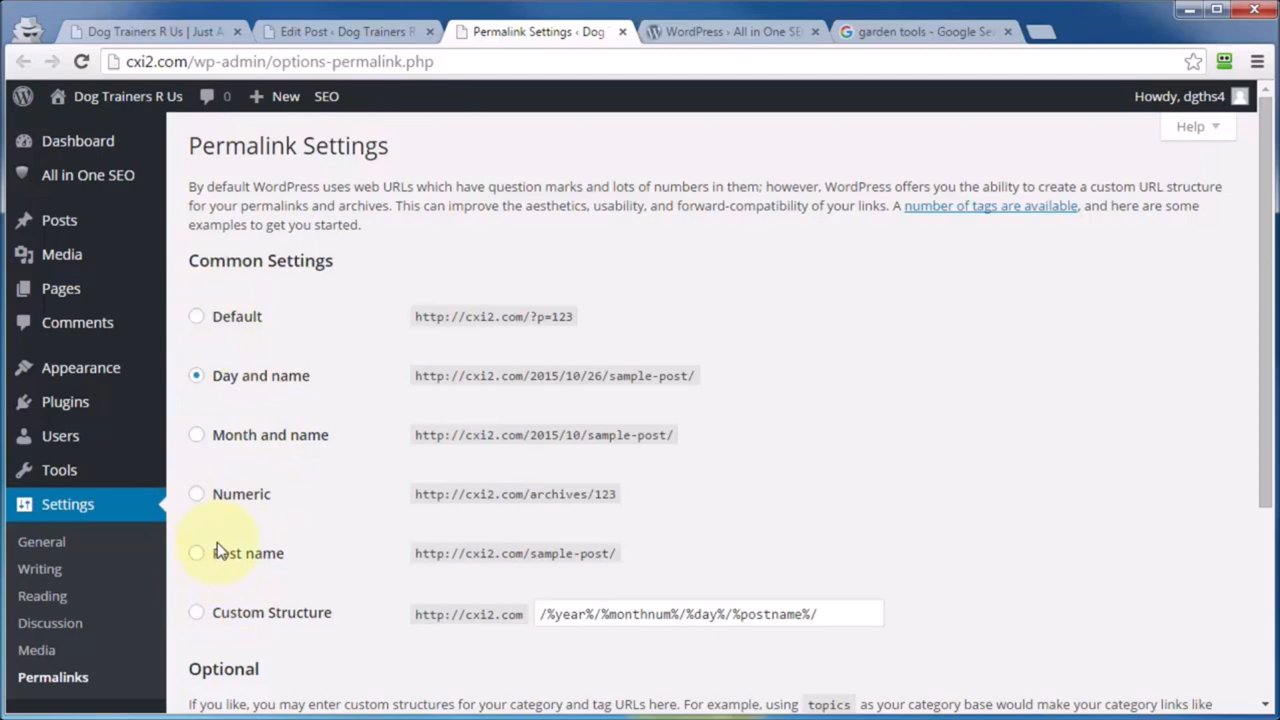 Dog Trainers R Us | Just A
Edit Post ‹ Dog Trainers R
Permalink Settings ‹ Dog
WordPress › All in One SE
garden tools - Google Se
cxi2.com/wp-admin/options-permalink.php
Dog Trainers R Us 0 New SEO Howdy, dgths4
Help
Dashboard
All in One SEO
Posts
Media
Pages
Comments
Appearance
Plugins
Users
Tools
Settings
General
Writing
Reading
Discussion
Media
Permalinks
Permalink Settings
By default WordPress uses web URLs which have question marks and lots of numbers in them; however, WordPress offers you the ability to create a custom URL structure
for your permalinks and archives. This can improve the aesthetics, usability, and forward-compatibility of your links. A number of tags are available, and here are some
examples to get you started.
Common Settings
Default http://cxi2.com/?p=123
Day and name http://cxi2.com/2015/10/26/sample-post/
Month and name http://cxi2.com/2015/10/sample-post/
Numeric http://cxi2.com/archives/123
Post name http://cxi2.com/sample-post/
Custom Structure http://cxi2.com /%year%/%monthnum%/%day%/%postname%/
Optional
If you like, you may enter custom structures for your category and tag URLs here. For example, using topics as your category base would make your category links like